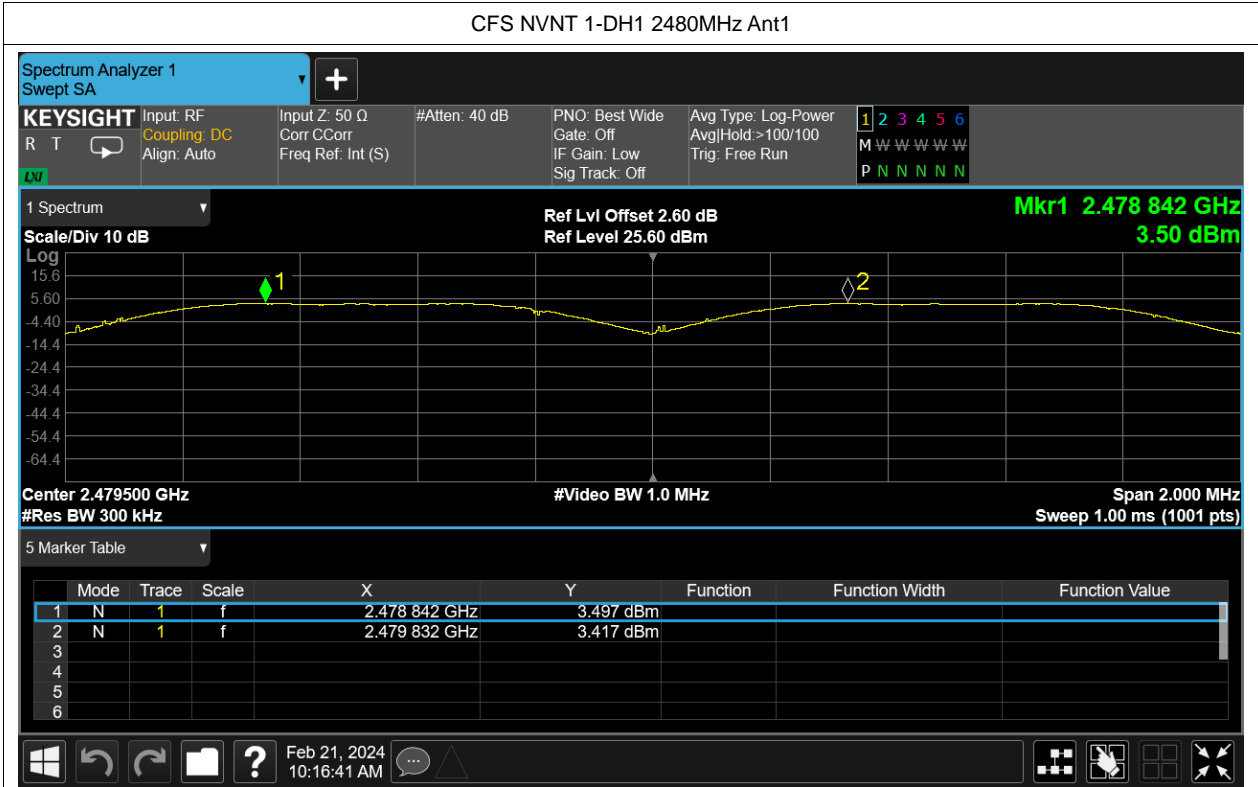 CFS NVNT 1-DH1 2480MHz Ant1
Spectrum Analyzer 1
Swept SA
KEYSIGHT
R T
LXI
Input: RF
Coupling: DC
Align: Auto
Input Z: 50 Ω
Corr CCorr
Freq Ref: Int (S)
#Atten: 40 dB
PNO: Best Wide
Gate: Off
IF Gain: Low
Sig Track: Off
Avg Type: Log-Power
Avg|Hold:>100/100
Trig: Free Run
1 2 3 4 5 6
M W W W W W
P N N N N N
1 Spectrum
Scale/Div 10 dB
Ref Lvl Offset 2.60 dB
Ref Level 25.60 dBm
Mkr1 2.478 842 GHz
3.50 dBm
Log
15.6
5.60
-4.40
-14.4
-24.4
-34.4
-44.4
-54.4
-64.4
1
2
Center 2.479500 GHz
#Video BW 1.0 MHz
Span 2.000 MHz
#Res BW 300 kHz
Sweep 1.00 ms (1001 pts)
5 Marker Table
Mode Trace Scale X Y Function Function Width Function Value
1 N 1 f 2.478 842 GHz 3.497 dBm
2 N 1 f 2.479 832 GHz 3.417 dBm
3
4
5
6
?
Feb 21, 2024
10:16:41 AM